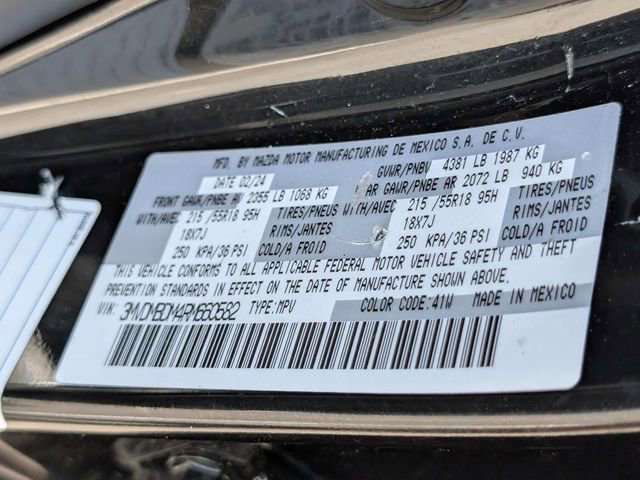 MFD. BY MAZDA MOTOR MANUFACTURING DE MEXICO S.A. DE C.V.
DATE 02/24 GVWR/PNBV 4381 LB 1987 KG
FRONT GAWR/PNBE AV 2355 LB 1068 KG AR GAWR/PNBE AR 2072 LB 940 KG
WITH/AVEC 215 /55R18 95H TIRES/PNEUS WITH/AVEC 215 /55R18 95H TIRES/PNEUS
18X7J RIMS/JANTES 18X7J RIMS/JANTES
250 KPA/36 PSI COLD/A FROID 250 KPA/36 PSI COLD/A FROID
THIS VEHICLE CONFORMS TO ALL APPLICABLE FEDERAL MOTOR VEHICLE SAFETY AND THEFT
PREVENTION STANDARDS IN EFFECT ON THE DATE OF MANUFACTURE SHOWN ABOVE.
VIN: 3MVDMBDM4RM660582 TYPE:MPV COLOR CODE:41W MADE IN MEXICO